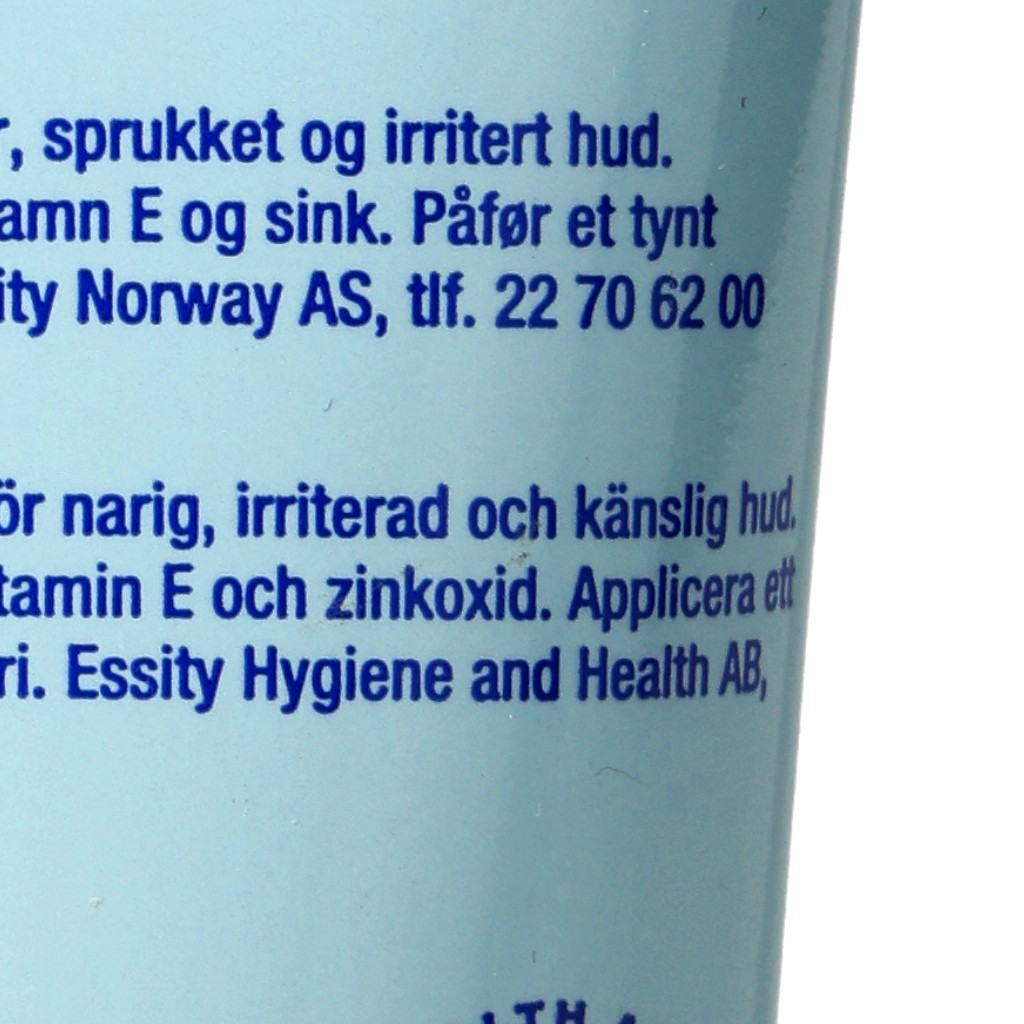 r, sprukket og irritert hud.
amn E og sink. Påfør et tynt
ity Norway AS, tlf. 22 70 62 00
ör narig, irriterad och känslig hud.
tamin E och zinkoxid. Applicera ett
ri. Essity Hygiene and Health AB,
TH